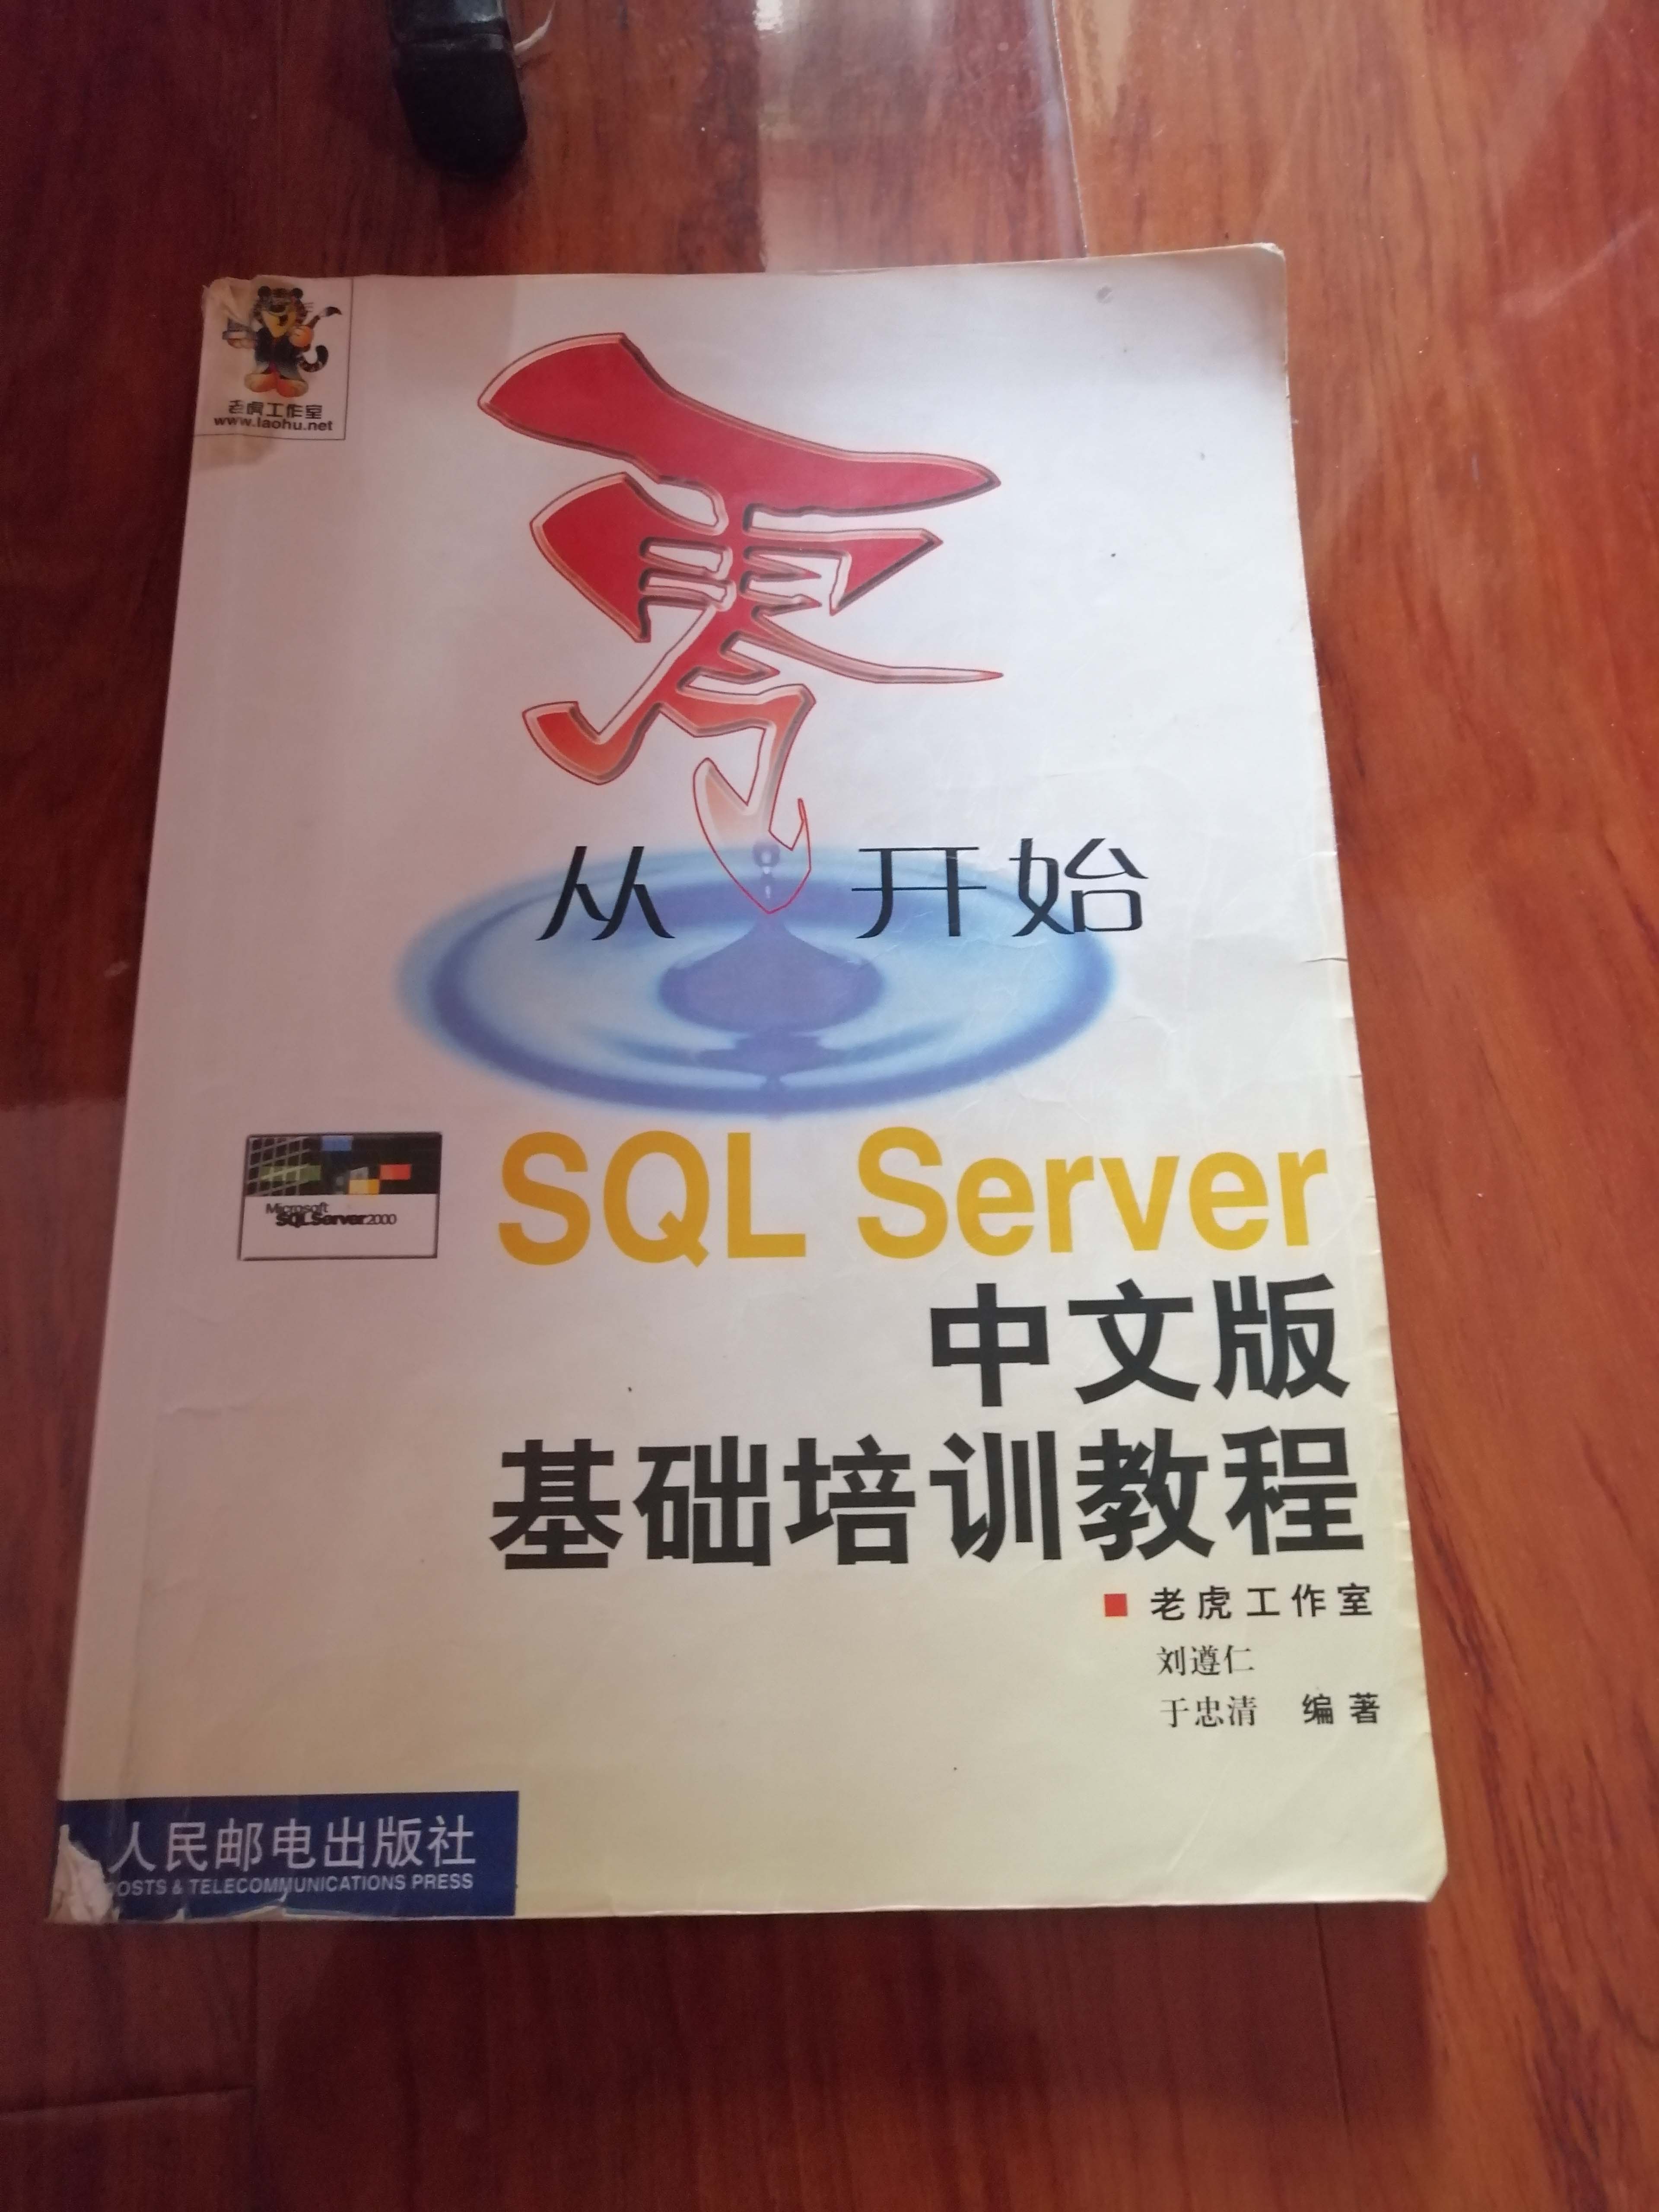 老虎工作室
www.laohu.net
从零开始
Microsoft
SQL Server 2000
SQL Server
中文版
基础培训教程
老虎工作室
刘遵仁
于忠清 编著
人民邮电出版社
POSTS & TELECOMMUNICATIONS PRESS